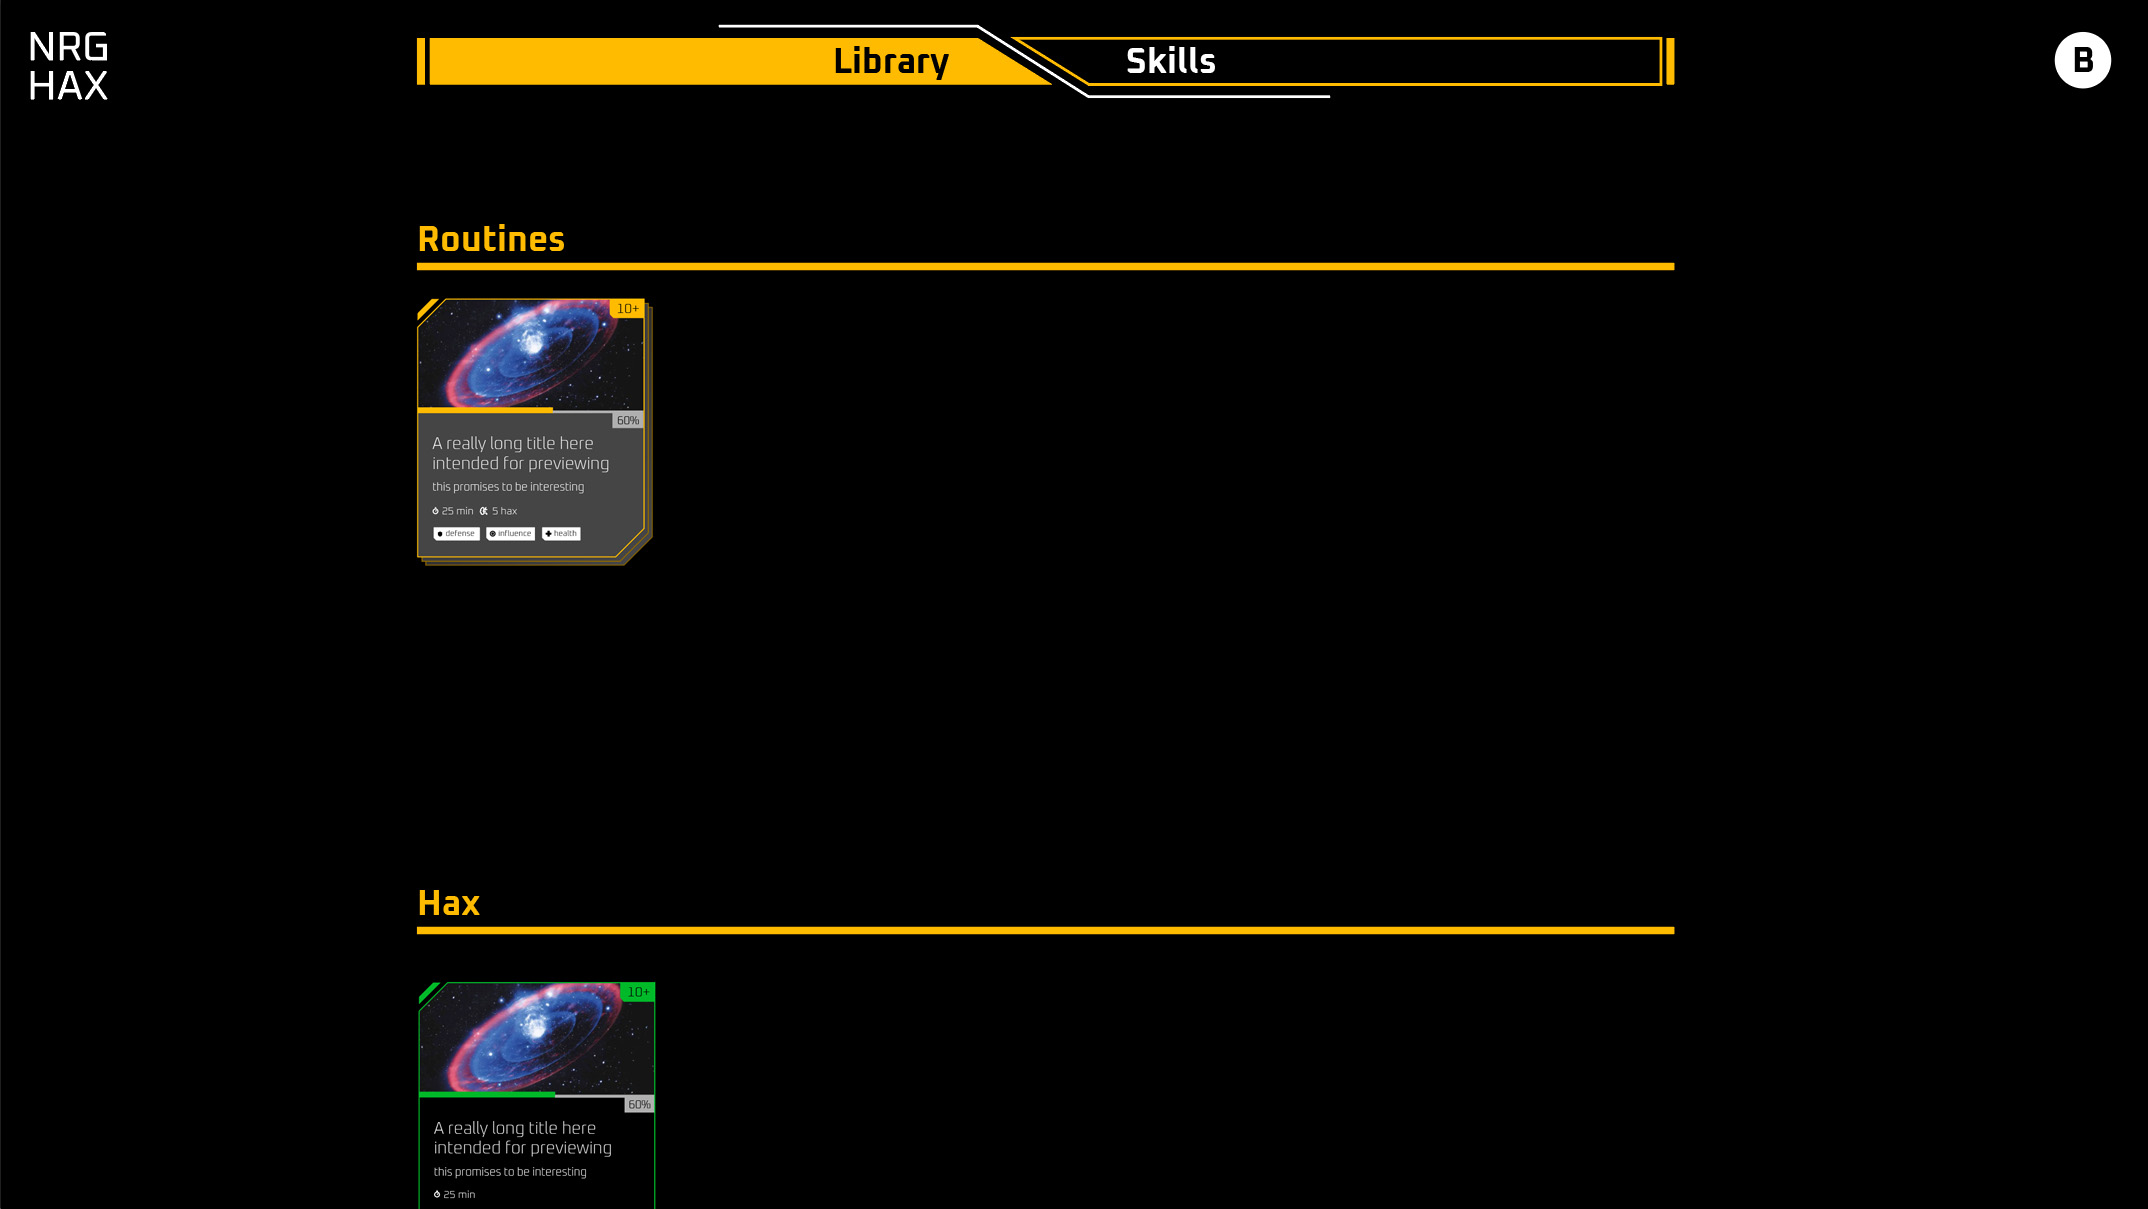 NRG
HAX
Library
Skills
B
Routines
10+
60%
A really long title here
intended for previewing
this promises to be interesting
25 min 5 hax
defense influence health
Hax
10+
60%
A really long title here
intended for previewing
this promises to be interesting
25 min